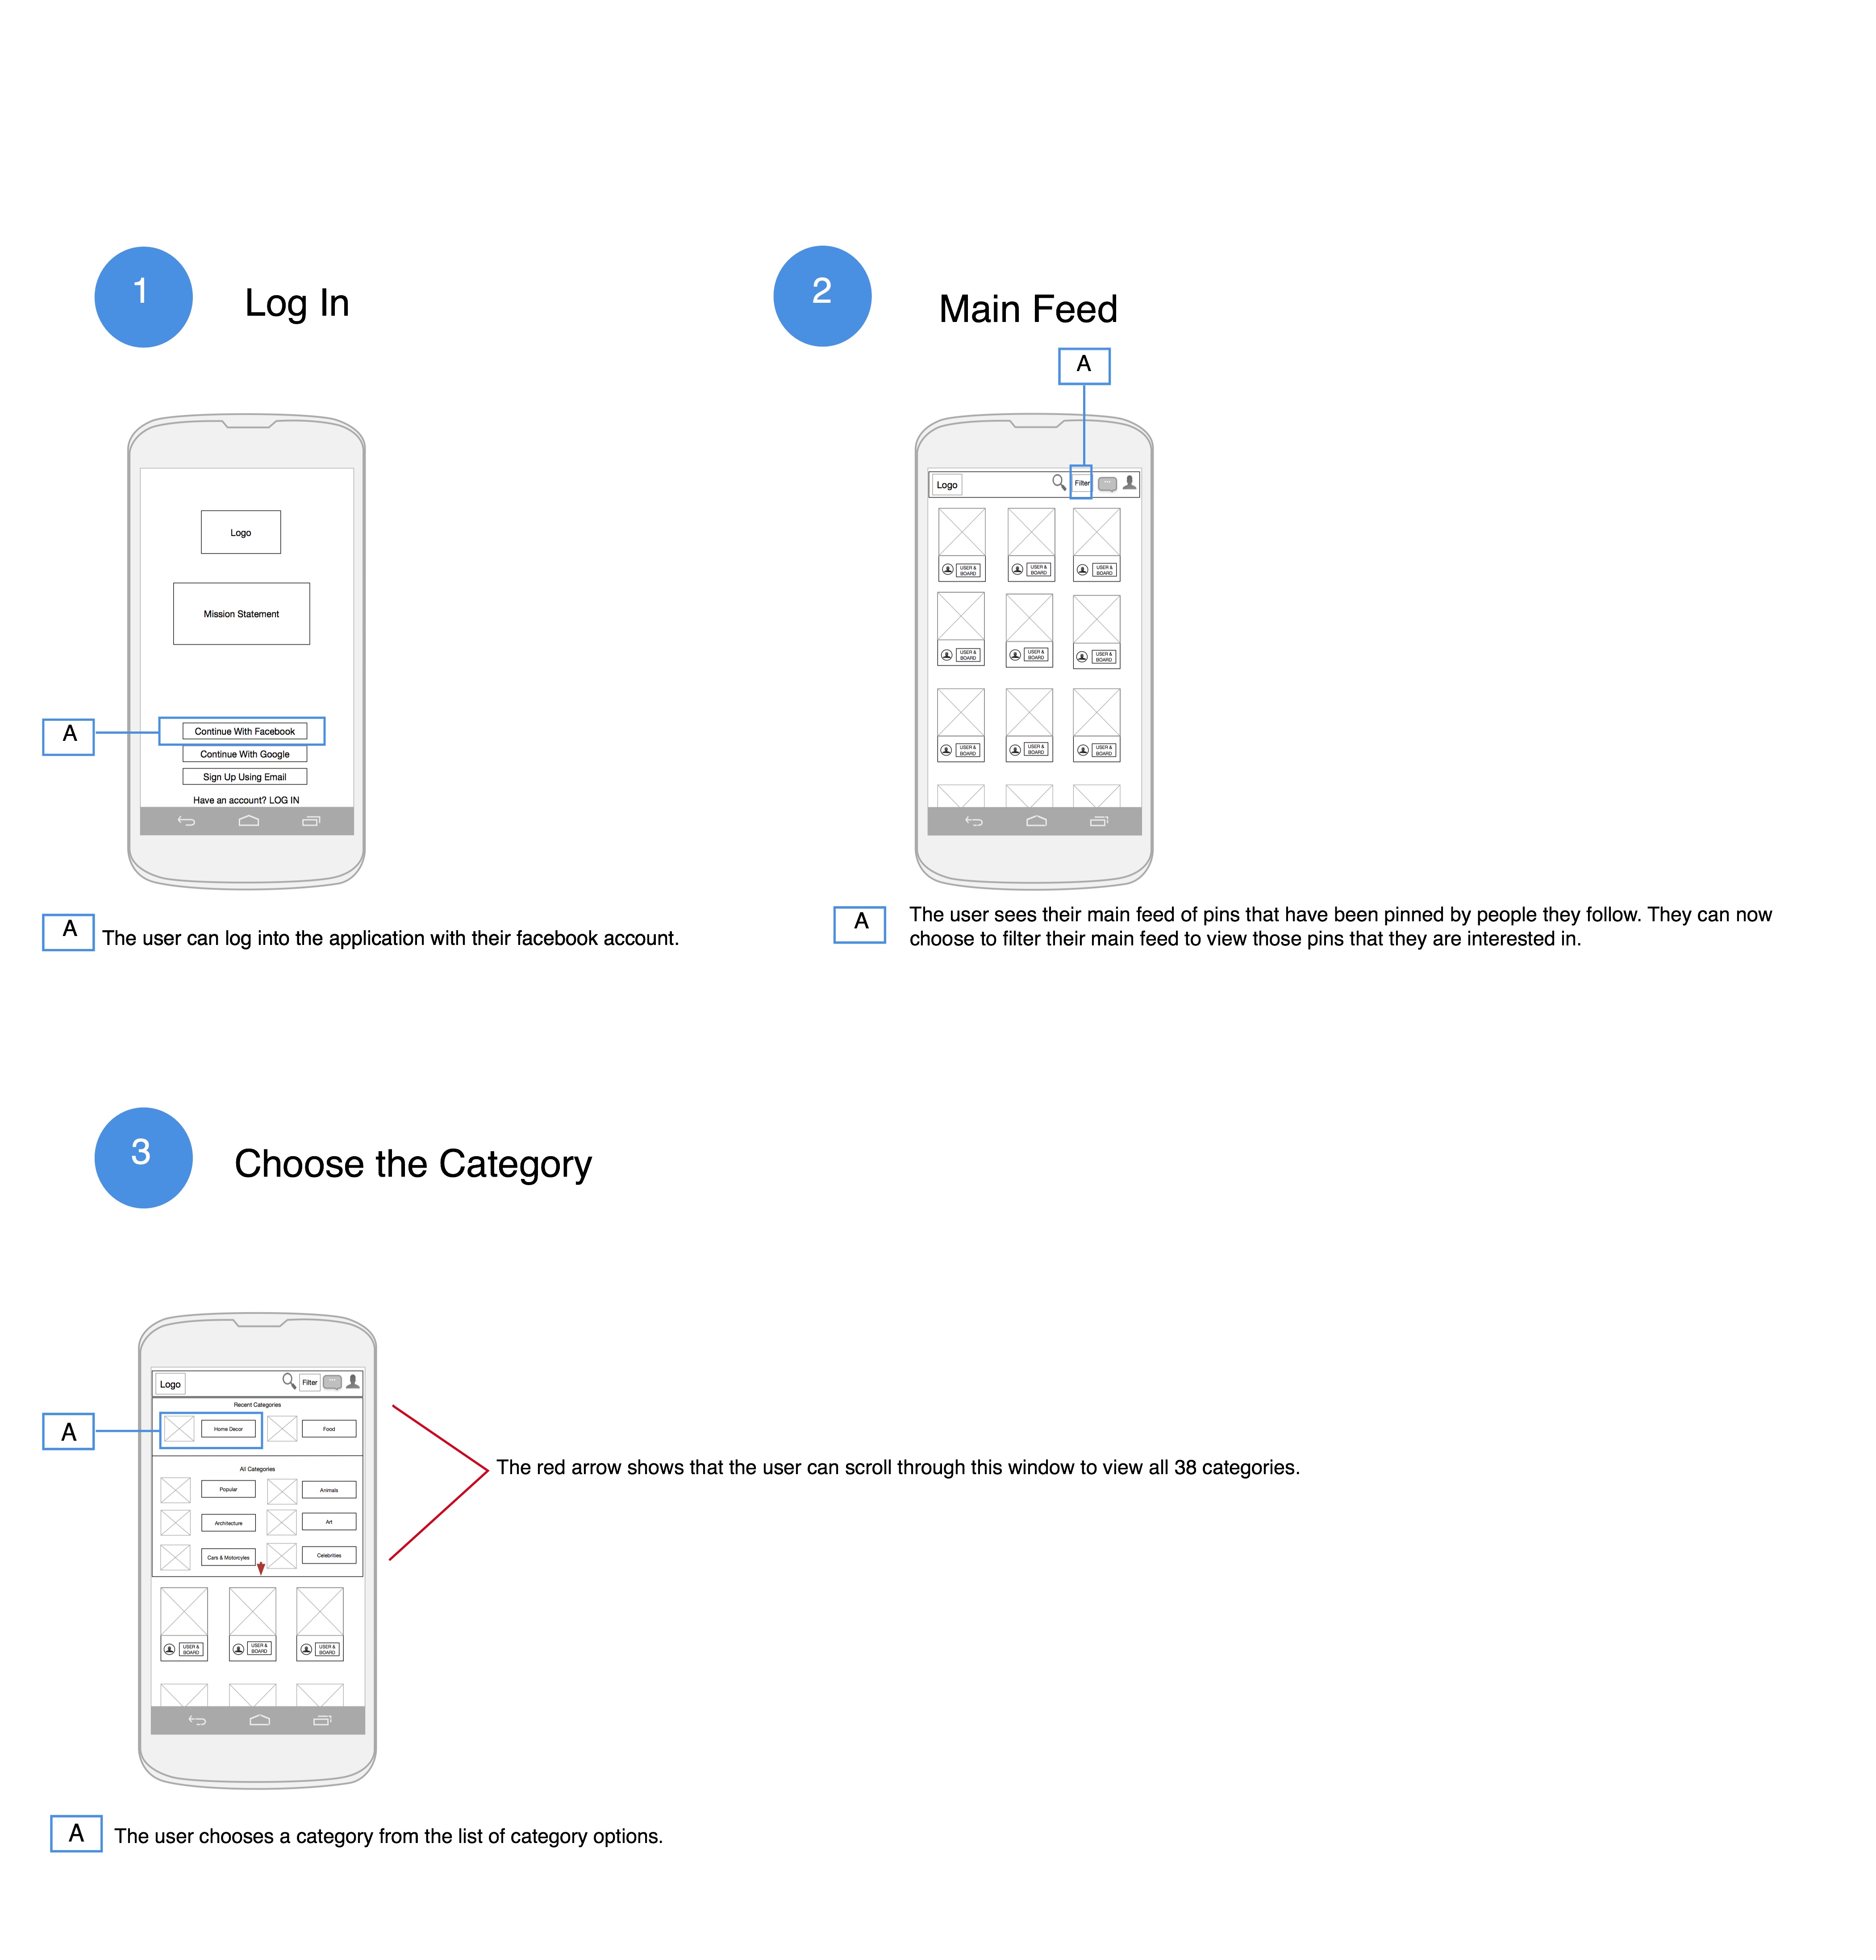 1
Log In
2
Main Feed
A
Logo
Mission Statement
A
Continue With Facebook
Continue With Google
Sign Up Using Email
Have an account? LOG IN
Logo
Filter
USER &
BOARD
USER &
BOARD
USER &
BOARD
USER &
BOARD
USER &
BOARD
USER &
BOARD
USER &
BOARD
USER &
BOARD
USER &
BOARD
A
The user can log into the application with their facebook account.
A
The user sees their main feed of pins that have been pinned by people they follow. They can now
choose to filter their main feed to view those pins that they are interested in.
3
Choose the Category
Logo
Filter
Recent Categories
A
Home Decor
Food
All Categories
Popular
Animals
Architecture
Art
Cars & Motorcyles
Celebrities
The red arrow shows that the user can scroll through this window to view all 38 categories.
USER &
BOARD
USER &
BOARD
USER &
BOARD
A
The user chooses a category from the list of category options.